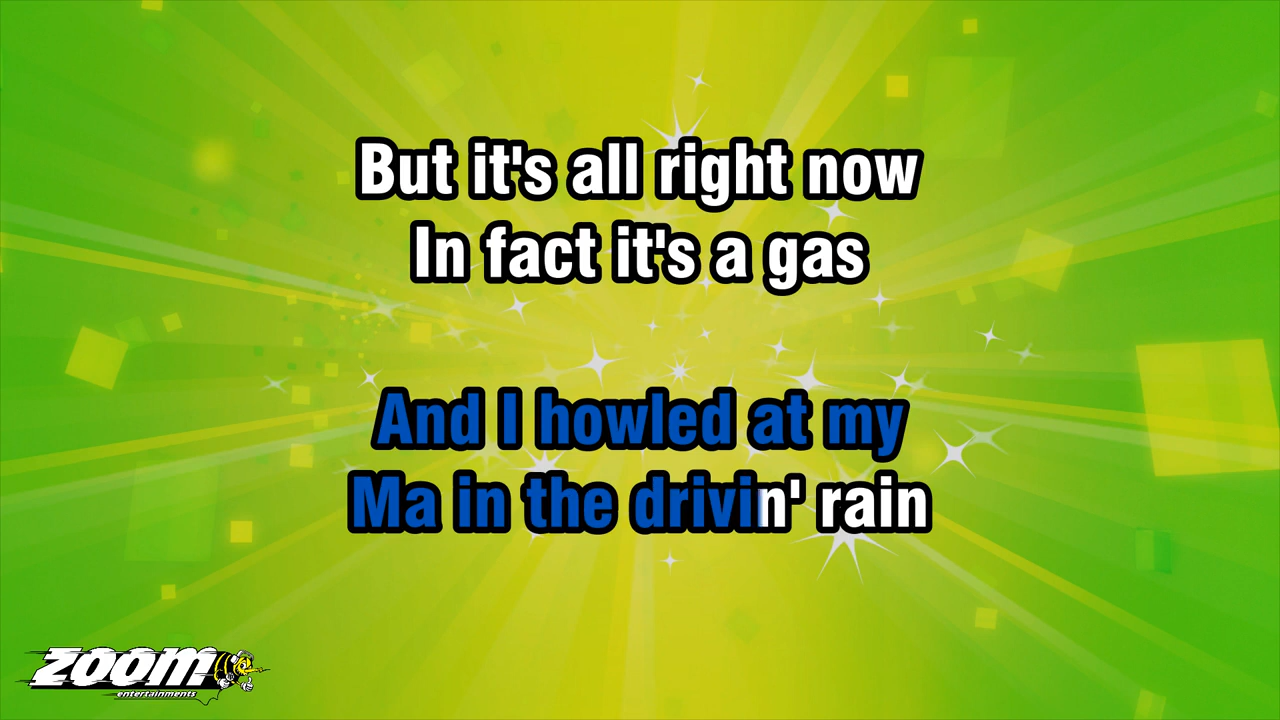 But it's all right now
In fact it's a gas
And I howled at my
Ma in the drivin' rain
zoom
entertainments